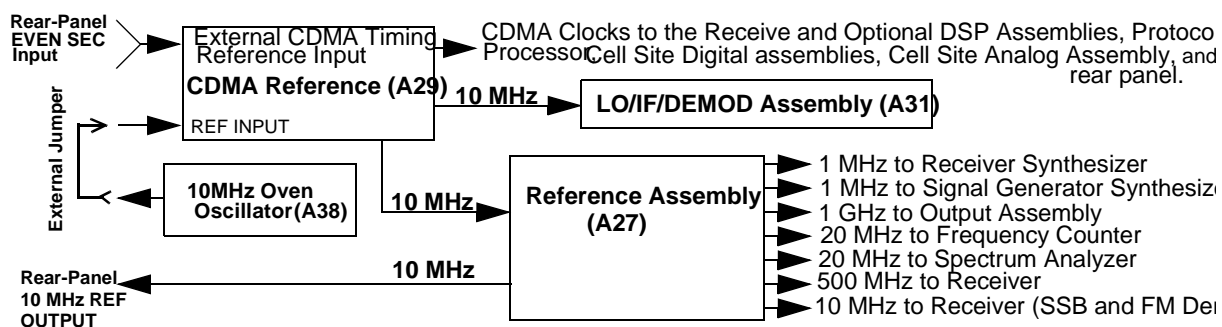 Rear-Panel
EVEN SEC
Input
External CDMA Timing
Reference Input
CDMA Reference (A29)
REF INPUT
CDMA Clocks to the Receive and Optional DSP Assemblies, Protoco
Processor, Cell Site Digital assemblies, Cell Site Analog Assembly, and
rear panel.
10 MHz
LO/IF/DEMOD Assembly (A31)
External Jumper
10MHz Oven
Oscillator(A38)
10 MHz
Reference Assembly
(A27)
1 MHz to Receiver Synthesizer
1 MHz to Signal Generator Synthesize
1 GHz to Output Assembly
20 MHz to Frequency Counter
20 MHz to Spectrum Analyzer
500 MHz to Receiver
10 MHz to Receiver (SSB and FM Der
10 MHz
Rear-Panel
10 MHz REF
OUTPUT